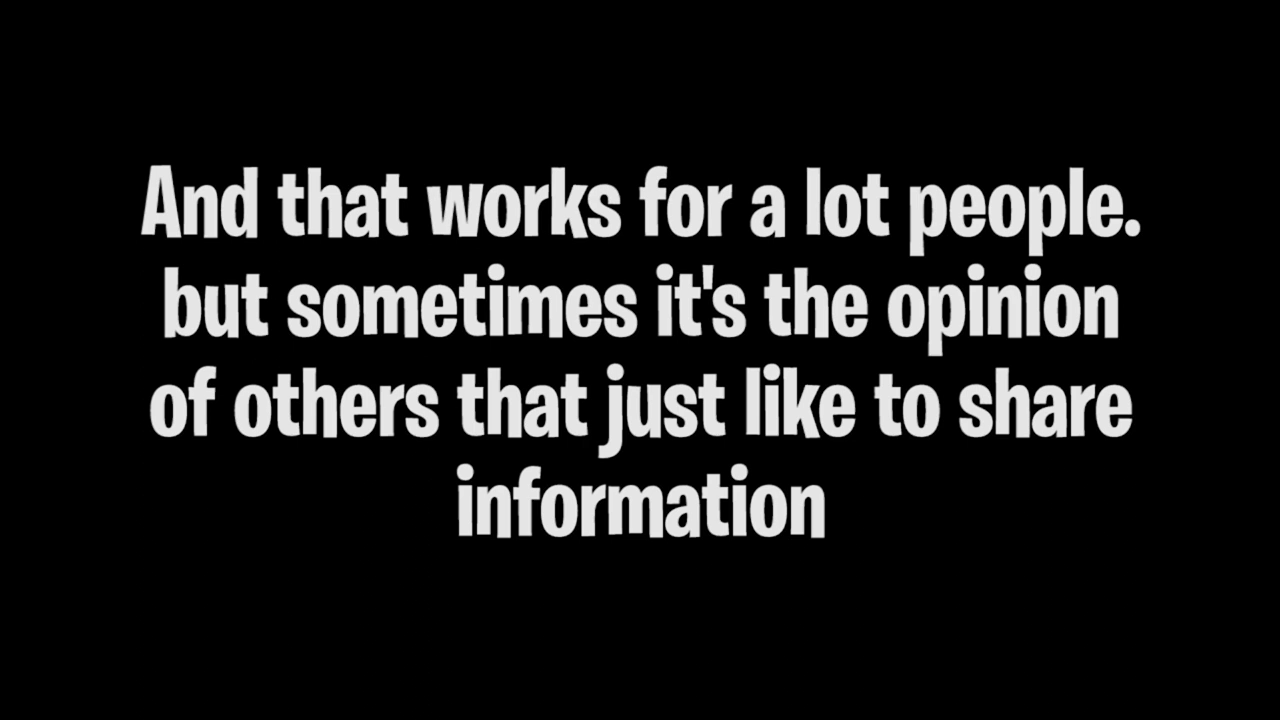 And that works for a lot people.
but sometimes it's the opinion
of others that just like to share
information